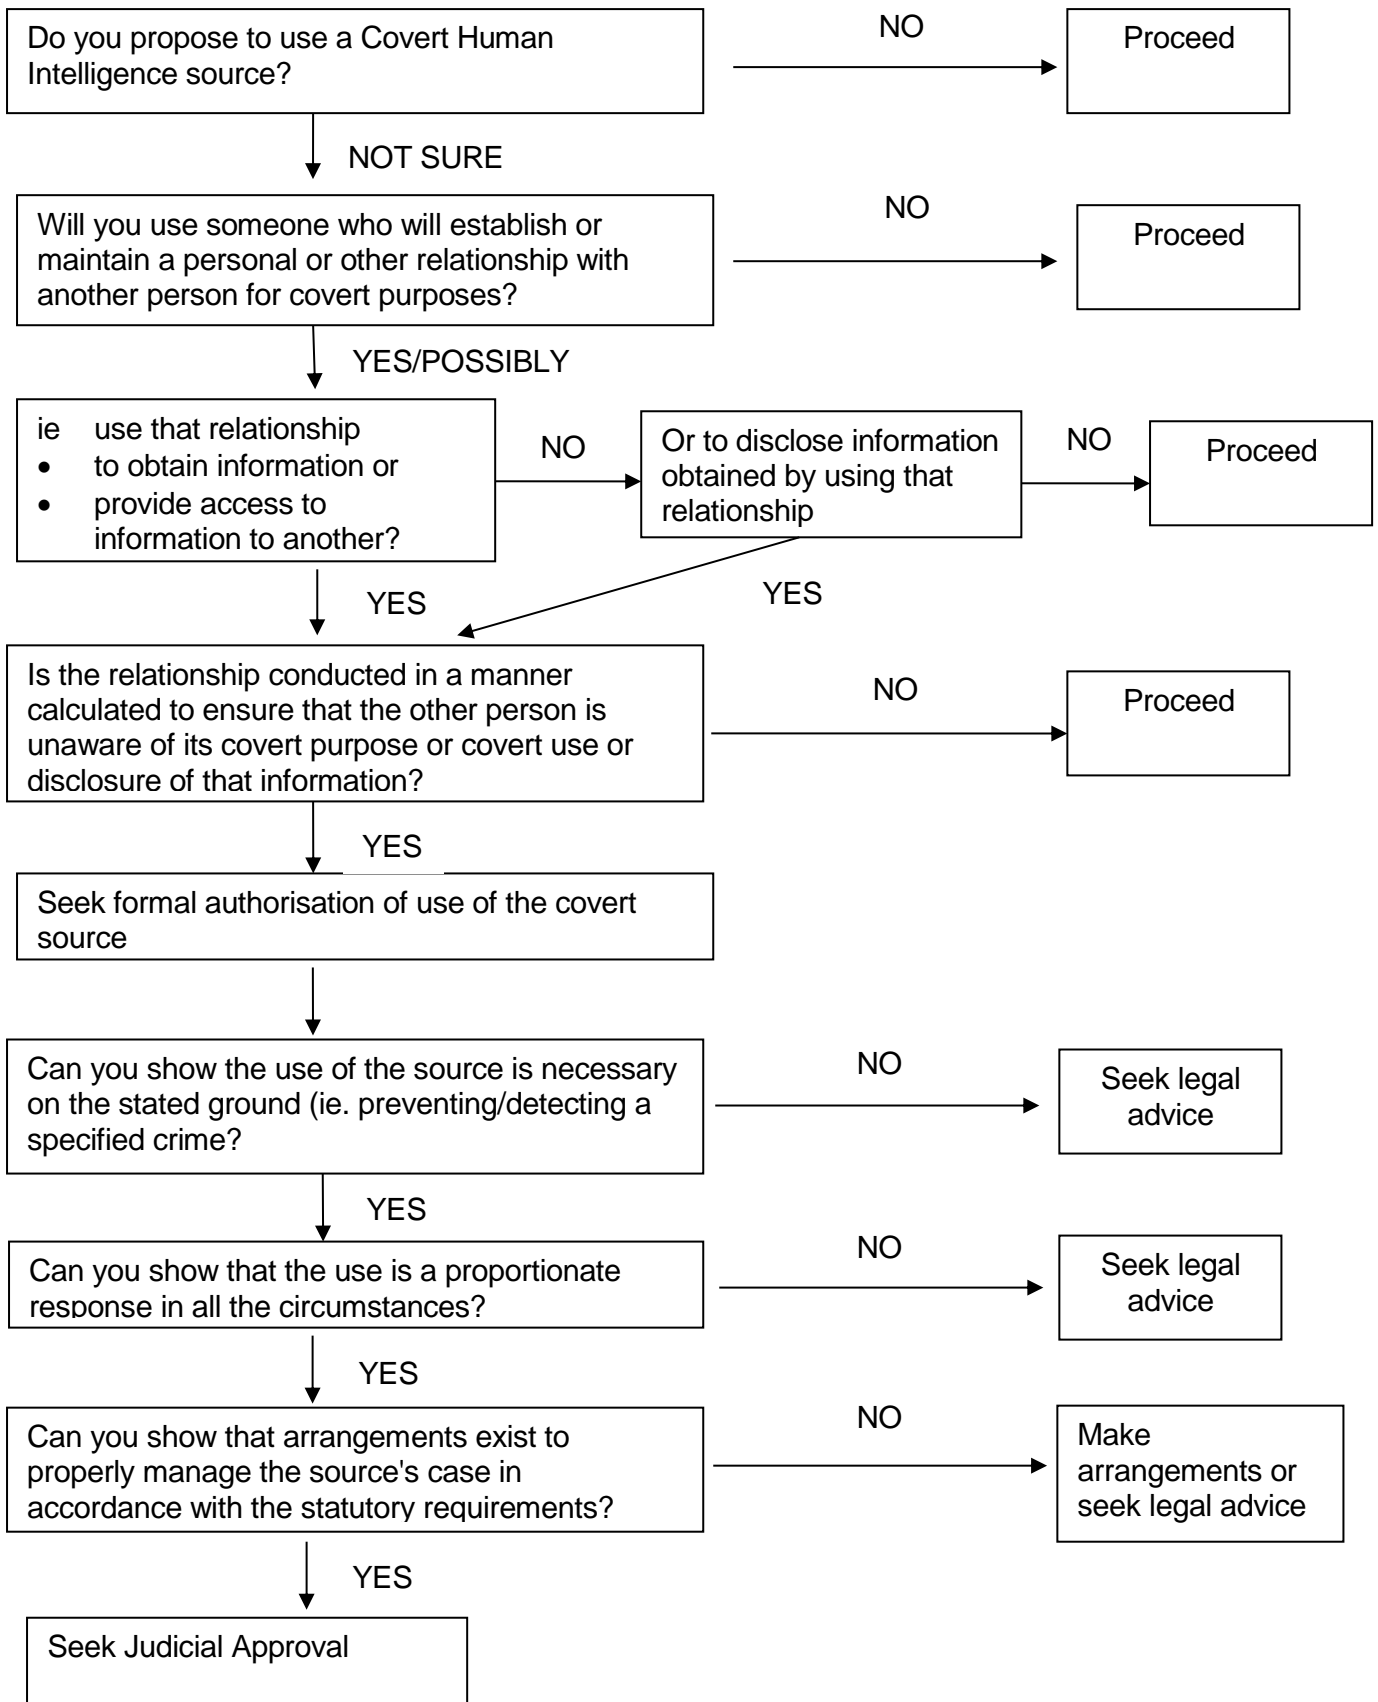 Do you propose to use a Covert Human
Intelligence source?
NO
Proceed
NOT SURE
Will you use someone who will establish or
maintain a personal or other relationship with
another person for covert purposes?
NO
Proceed
YES/POSSIBLY
ie use that relationship
• to obtain information or
• provide access to
information to another?
NO
Or to disclose information
obtained by using that
relationship
NO
Proceed
YES
YES
Is the relationship conducted in a manner
calculated to ensure that the other person is
unaware of its covert purpose or covert use or
disclosure of that information?
NO
Proceed
YES
Seek formal authorisation of use of the covert
source
Can you show the use of the source is necessary
on the stated ground (ie. preventing/detecting a
specified crime?
NO
Seek legal
advice
YES
Can you show that the use is a proportionate
response in all the circumstances?
NO
Seek legal
advice
YES
Can you show that arrangements exist to
properly manage the source's case in
accordance with the statutory requirements?
NO
Make
arrangements or
seek legal advice
YES
Seek Judicial Approval